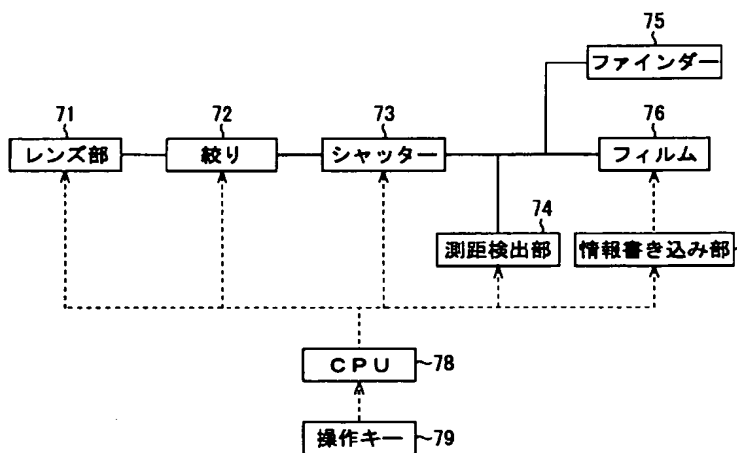 75
ファインダー
71
72
73
76
レンズ部
絞り
シャッター
フィルム
74
測距検出部
情報書き込み部
CPU
78
操作キー
79